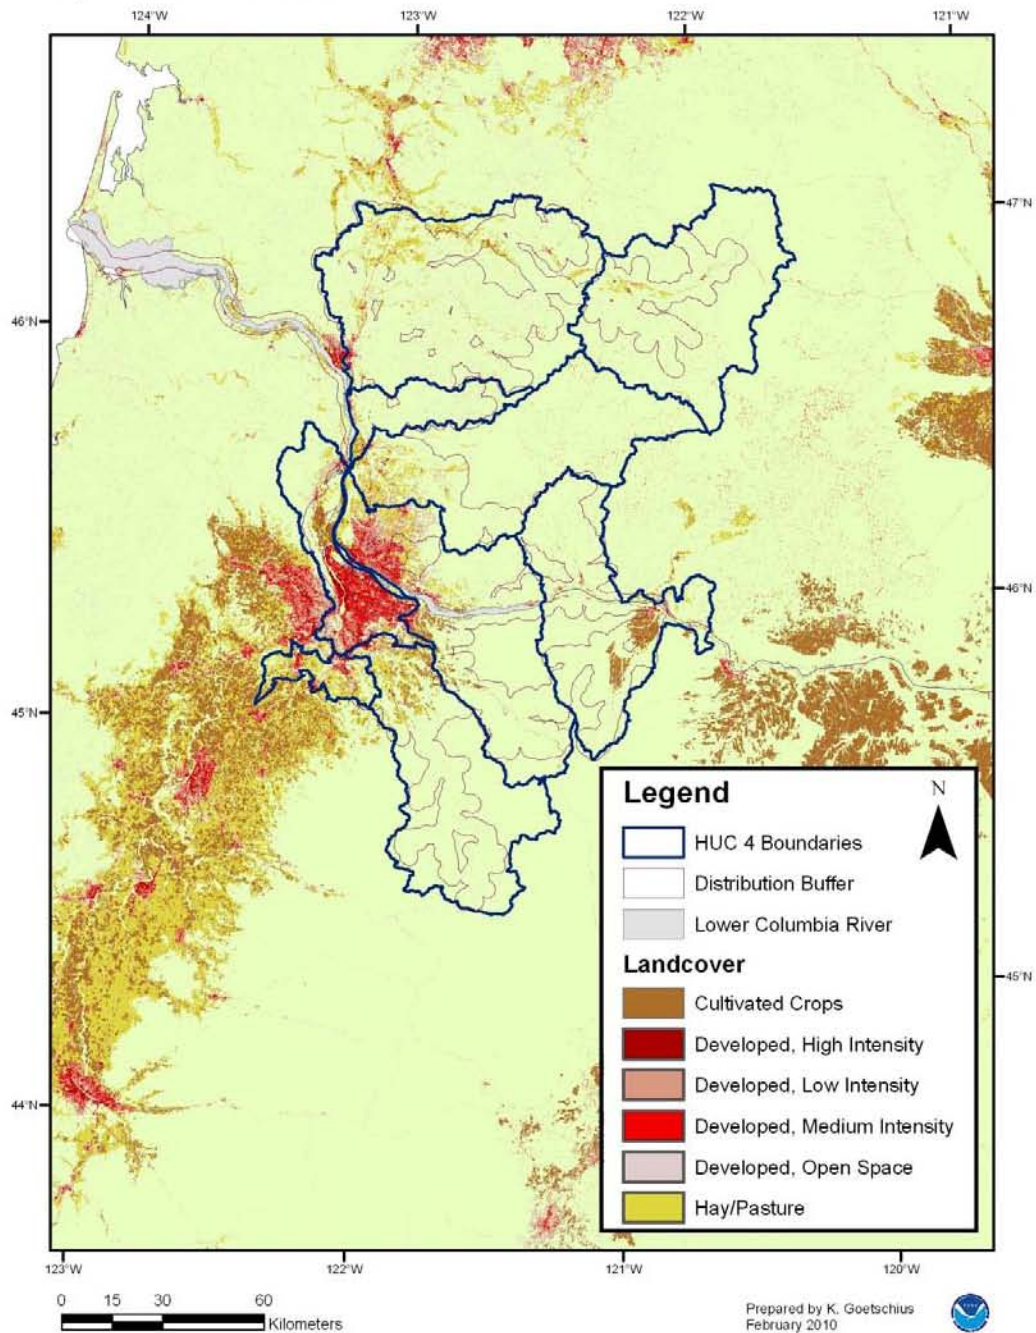 124°W 123°W 122°W 121°W
47°N
46°N
46°N
45°N
45°N
44°N
Legend
N
HUC 4 Boundaries
Distribution Buffer
Lower Columbia River
Landcover
Cultivated Crops
Developed, High Intensity
Developed, Low Intensity
Developed, Medium Intensity
Developed, Open Space
Hay/Pasture
123°W 122°W 121°W 120°W
0 15 30 60
Kilometers
Prepared by K. Goetschius
February 2010